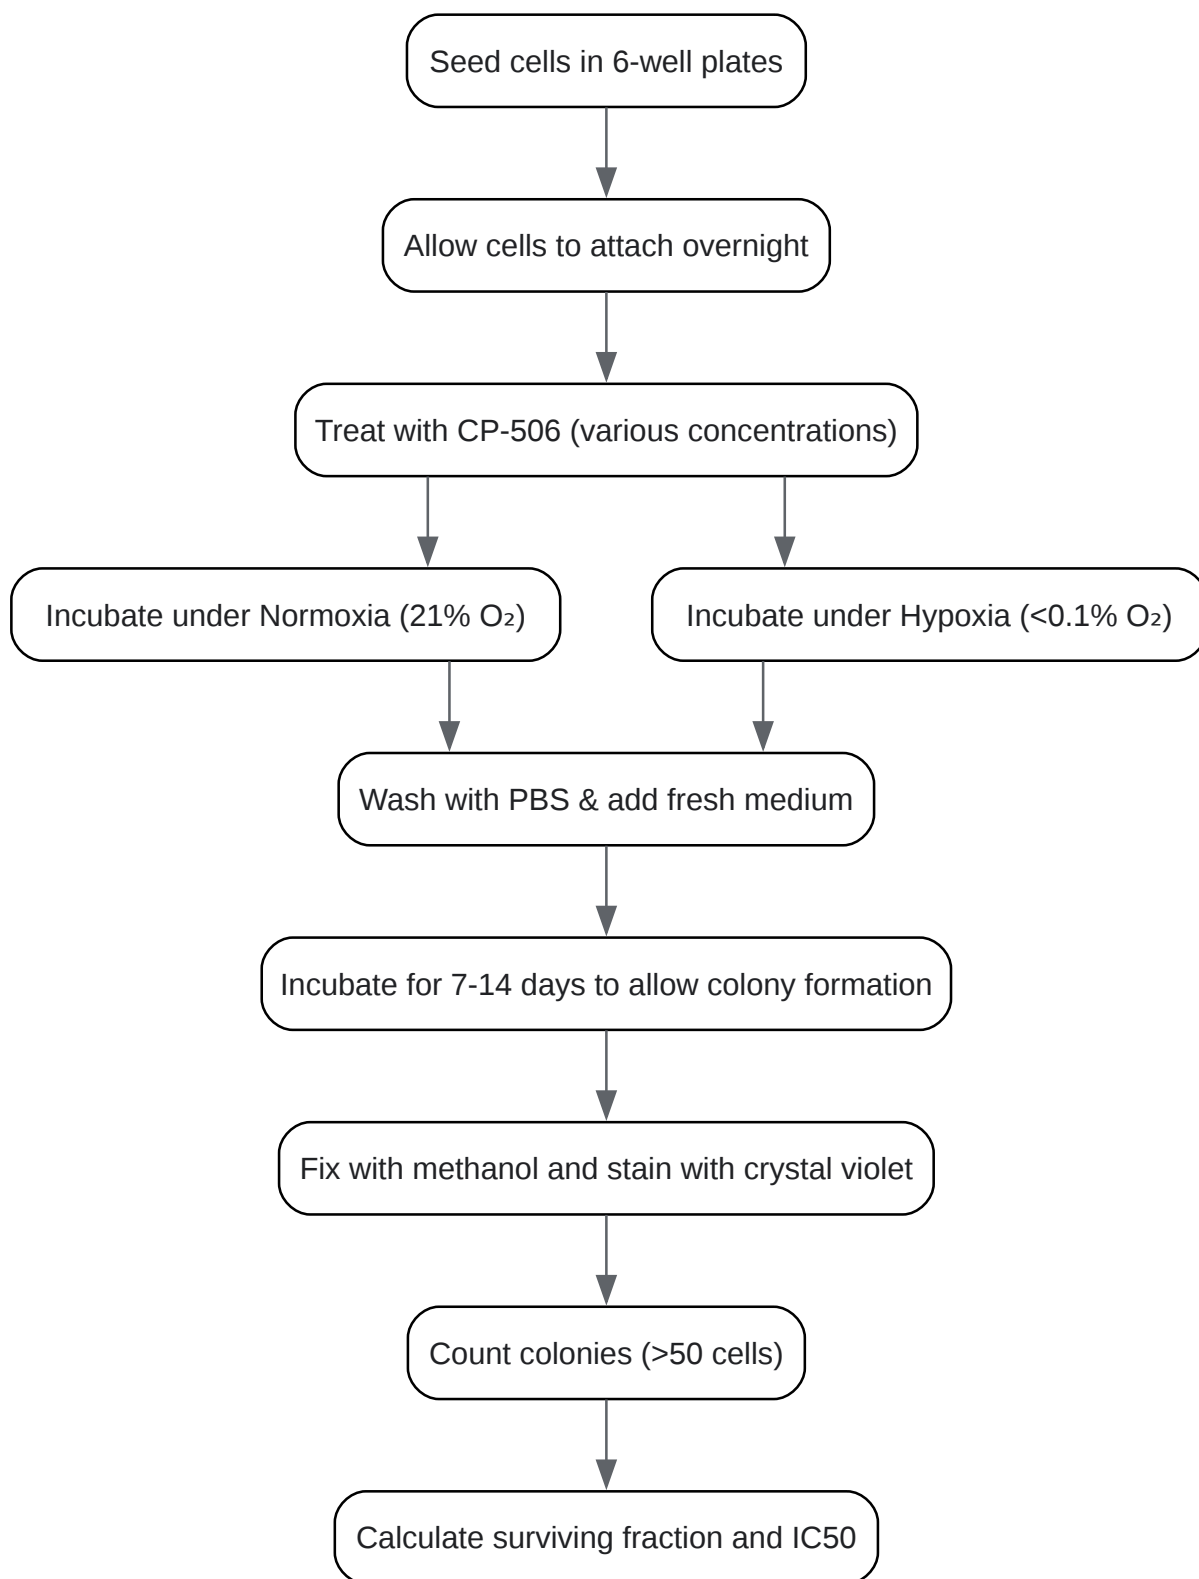 Seed cells in 6-well plates
Allow cells to attach overnight
Treat with CP-506 (various concentrations)
Incubate under Normoxia (21% O₂)
Incubate under Hypoxia (<0.1% O₂)
Wash with PBS & add fresh medium
Incubate for 7-14 days to allow colony formation
Fix with methanol and stain with crystal violet
Count colonies (>50 cells)
Calculate surviving fraction and IC50